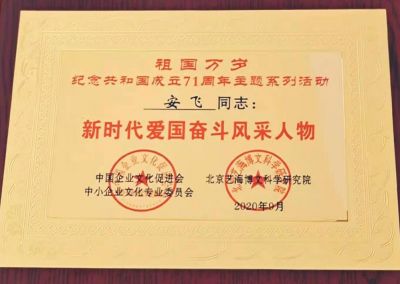 祖国万岁
纪念共和国成立71周年主题系列活动
安飞 同志：
新时代爱国奋斗风采人物
中国企业文化促进会 北京艺海博文科学研究院
中小企业文化专业委员会 2020年9月